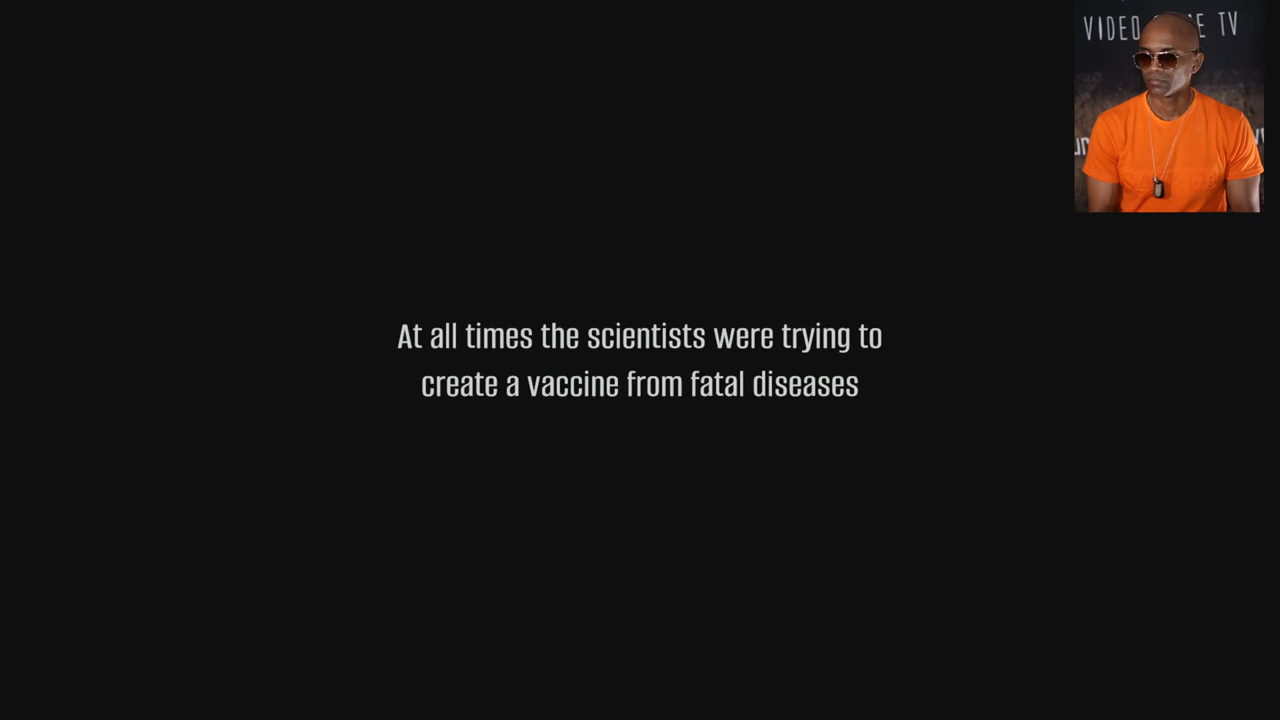 VIDEO
TV
At all times the scientists were trying to
create a vaccine from fatal diseases